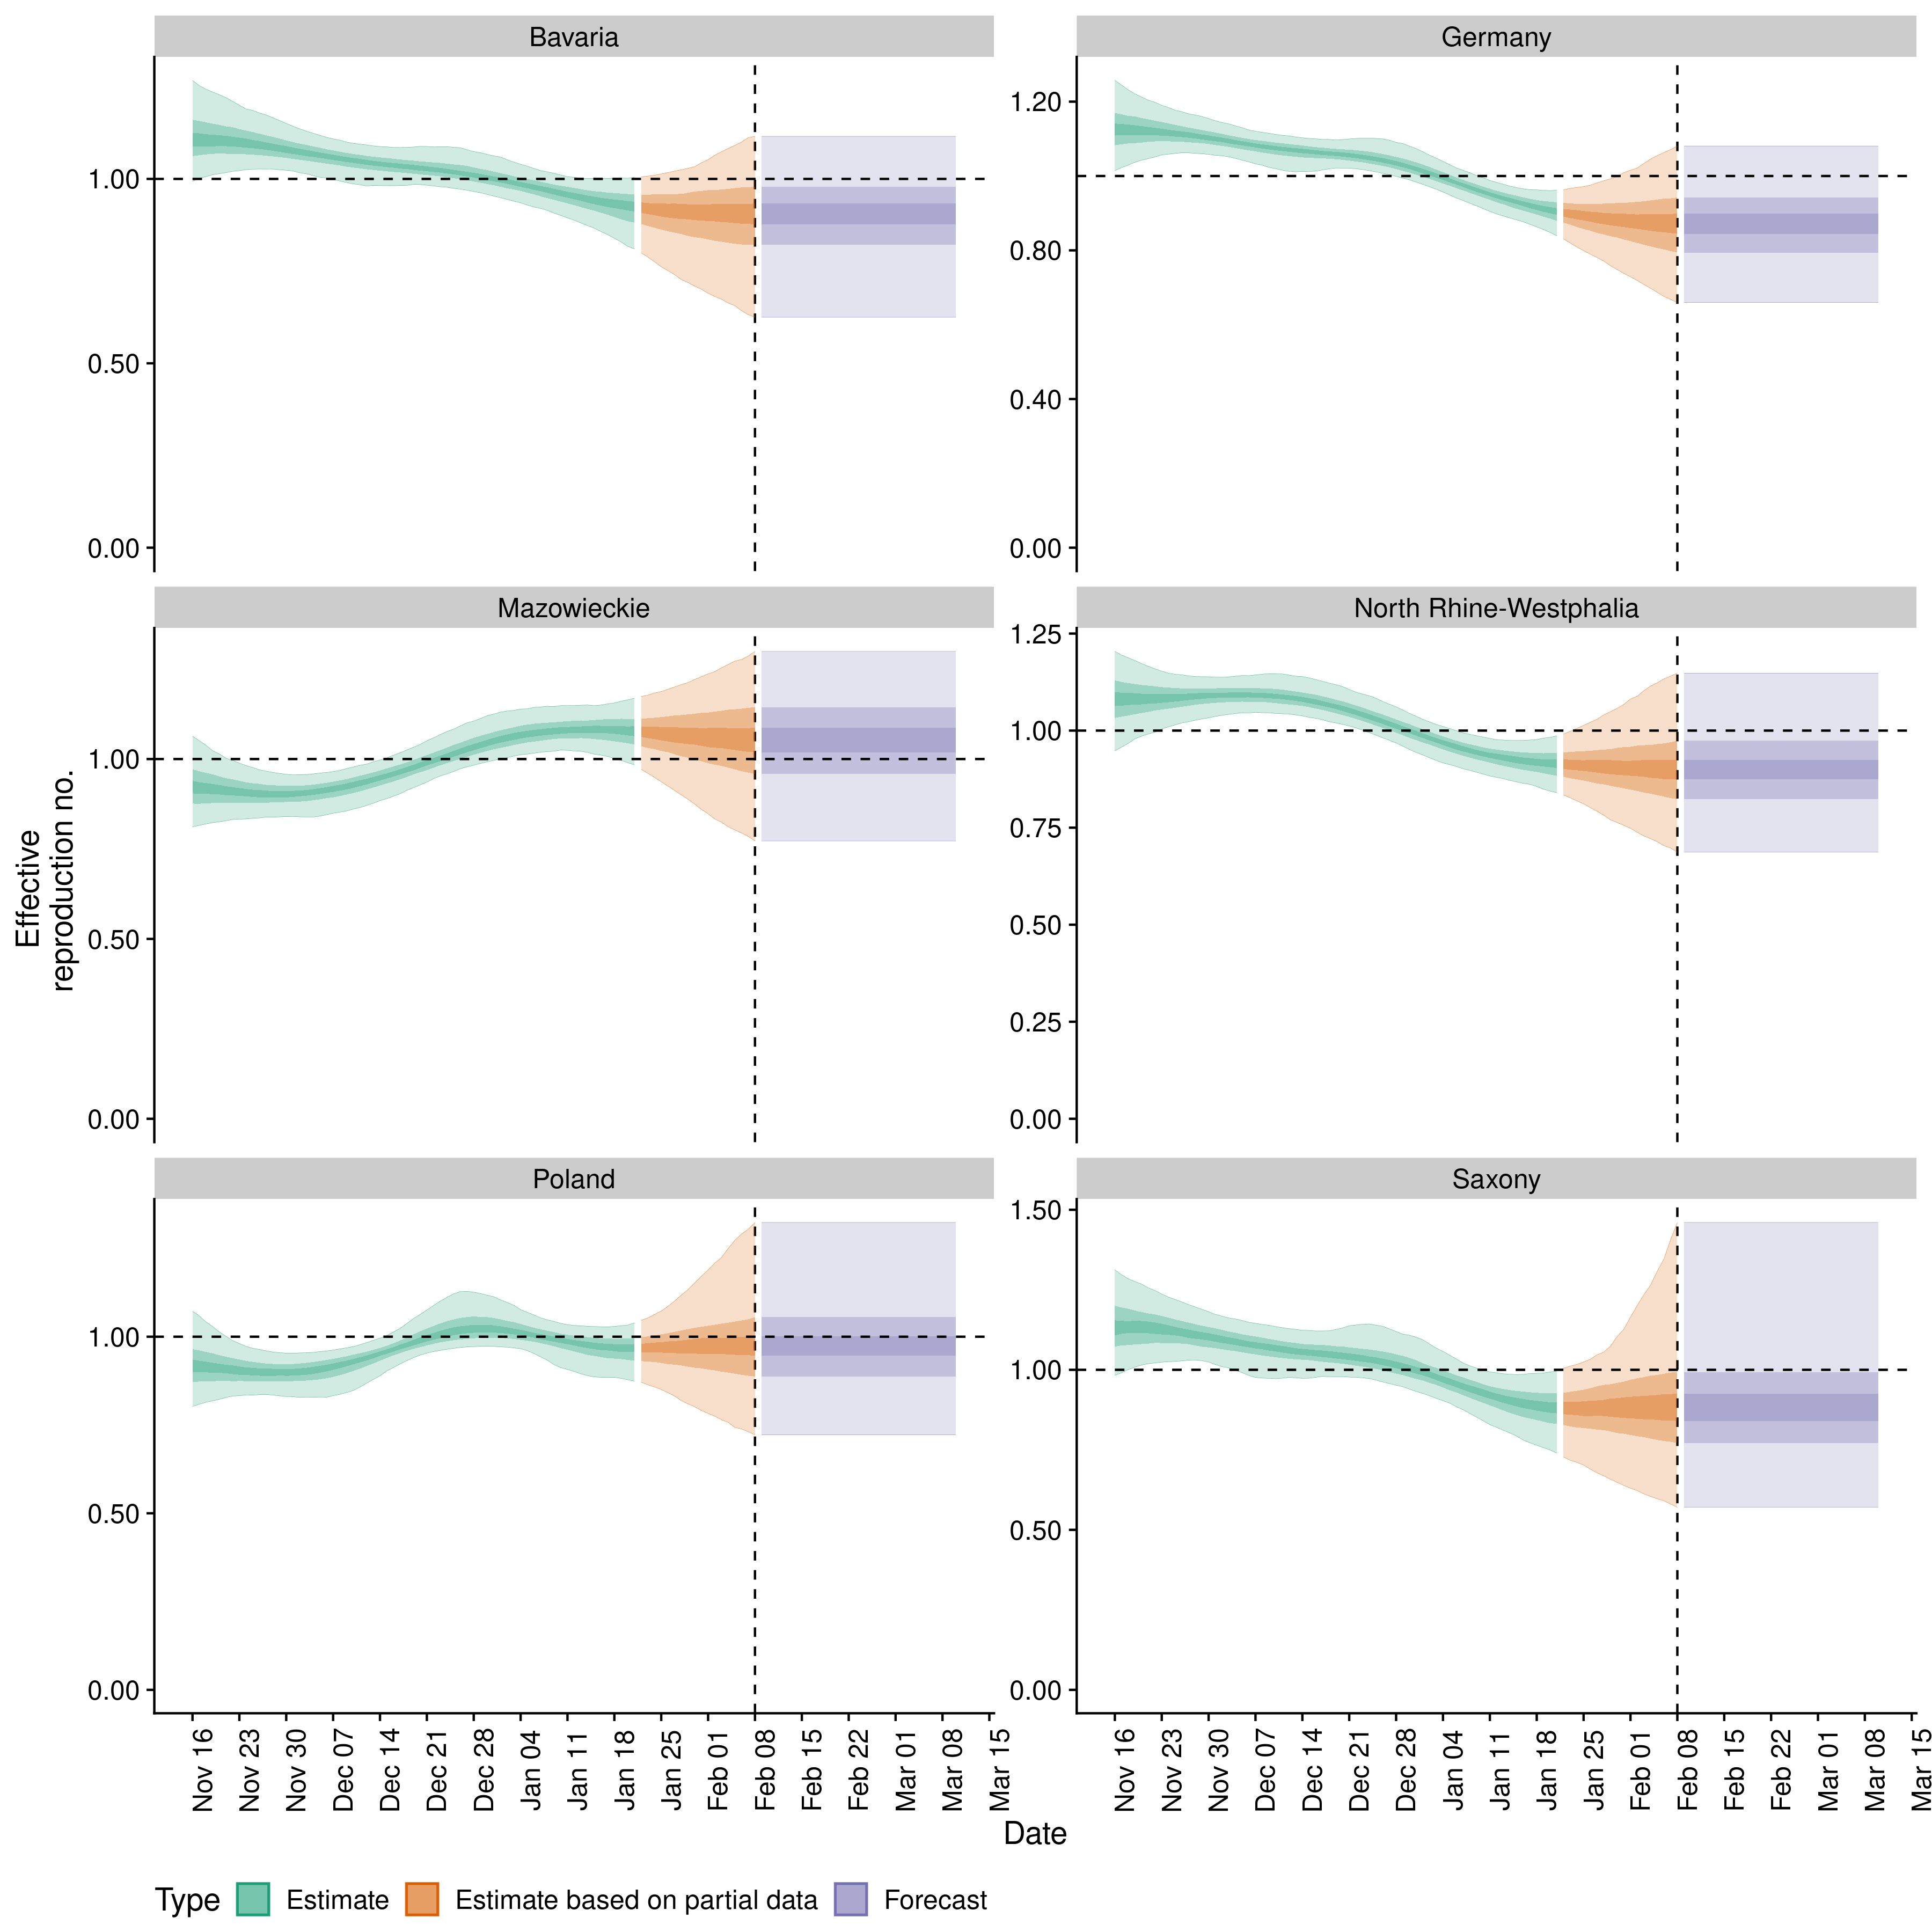 Bavaria
Germany
1.00
0.50
0.00
1.20
0.80
0.40
0.00
Mazowieckie
North Rhine-Westphalia
1.00
0.50
0.00
1.25
1.00
0.75
0.50
0.25
0.00
Effective
reproduction no.
Poland
Saxony
1.00
0.50
0.00
1.50
1.00
0.50
0.00
Nov 16
Nov 23
Nov 30
Dec 07
Dec 14
Dec 21
Dec 28
Jan 04
Jan 11
Jan 18
Jan 25
Feb 01
Feb 08
Feb 15
Feb 22
Mar 01
Mar 08
Mar 15
Nov 16
Nov 23
Nov 30
Dec 07
Dec 14
Dec 21
Dec 28
Jan 04
Jan 11
Jan 18
Jan 25
Feb 01
Feb 08
Feb 15
Feb 22
Mar 01
Mar 08
Mar 15
Date
Type Estimate Estimate based on partial data Forecast